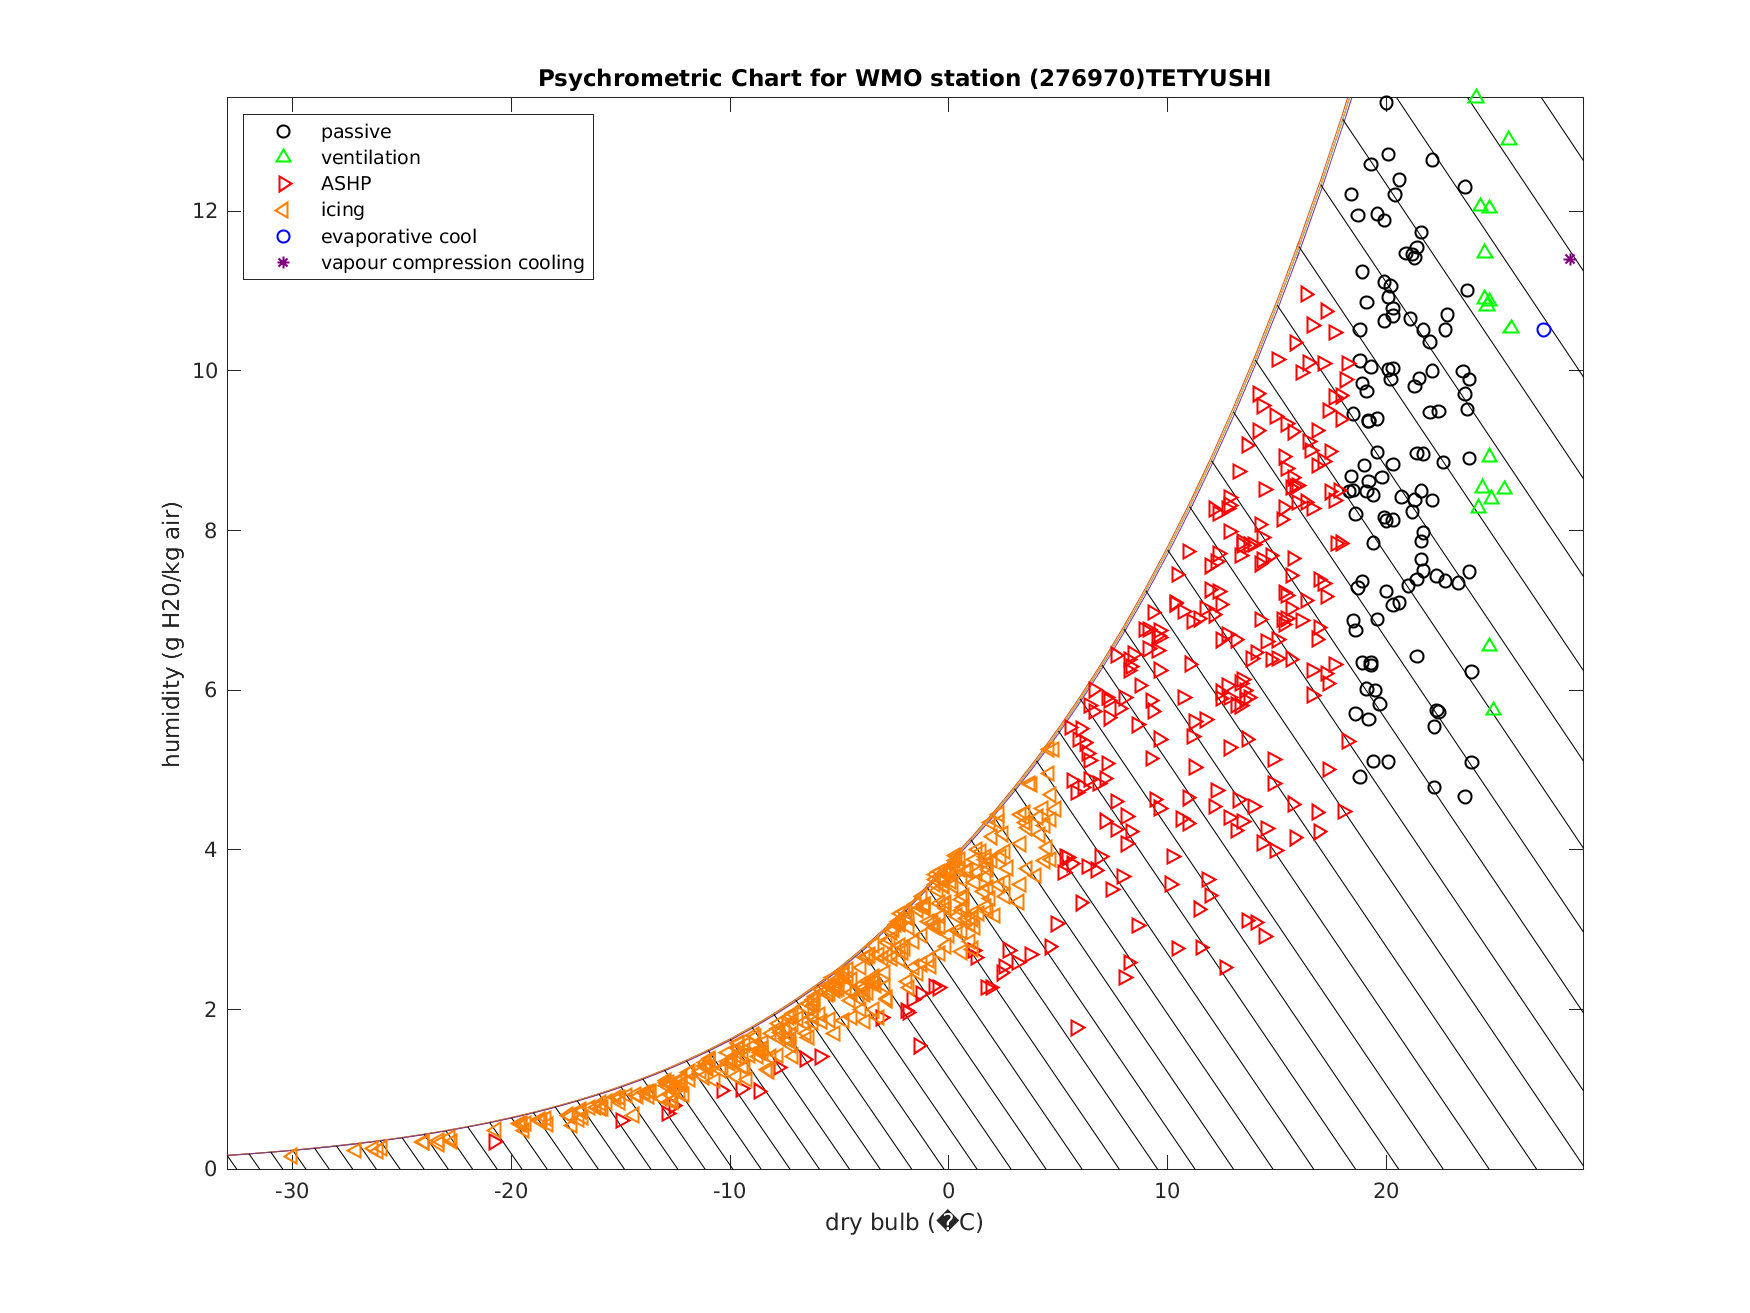 Psychrometric Chart for WMO station (276970)TETYUSHI
passive
ventilation
ASHP
icing
evaporative cool
vapour compression cooling
humidity (g H20/kg air)
12
10
8
6
4
2
0
-30 -20 -10 0 10 20
dry bulb (�C)